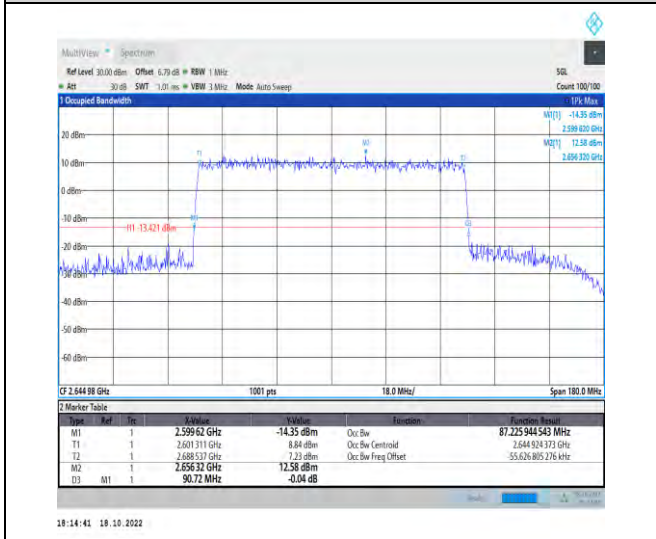 MultiView Spectrum
Ref Level 30.00 dBm Offset 6.79 dB RBW 1 MHz SGL
Att 30 dB SWT 1.01 ms VBW 3 MHz Mode Auto Sweep Count 100/100
1 Occupied Bandwidth 1Pk Max
M1[1] -14.35 dBm
2.599 620 GHz
M2[1] 12.58 dBm
2.656 320 GHz
20 dBm
10 dBm
0 dBm
-10 dBm
H1 -13.421 dBm
-20 dBm
-30 dBm
-40 dBm
-50 dBm
-60 dBm
T1
M2
T2
M1
D3
CF 2.644 98 GHz 1001 pts 18.0 MHz/ Span 180.0 MHz
2 Marker Table
Type Ref Trc X-Value Y-Value Function Function Result
M1 1 2.599 62 GHz -14.35 dBm Occ Bw 87.225 944 543 MHz
T1 1 2.601 311 GHz 8.84 dBm Occ Bw Centroid 2.644 924 373 GHz
T2 1 2.688 537 GHz 7.23 dBm Occ Bw Freq Offset -55.626 805 276 kHz
M2 1 2.656 32 GHz 12.58 dBm
D3 M1 1 90.72 MHz -0.04 dB
18:14:41 18.10.2022